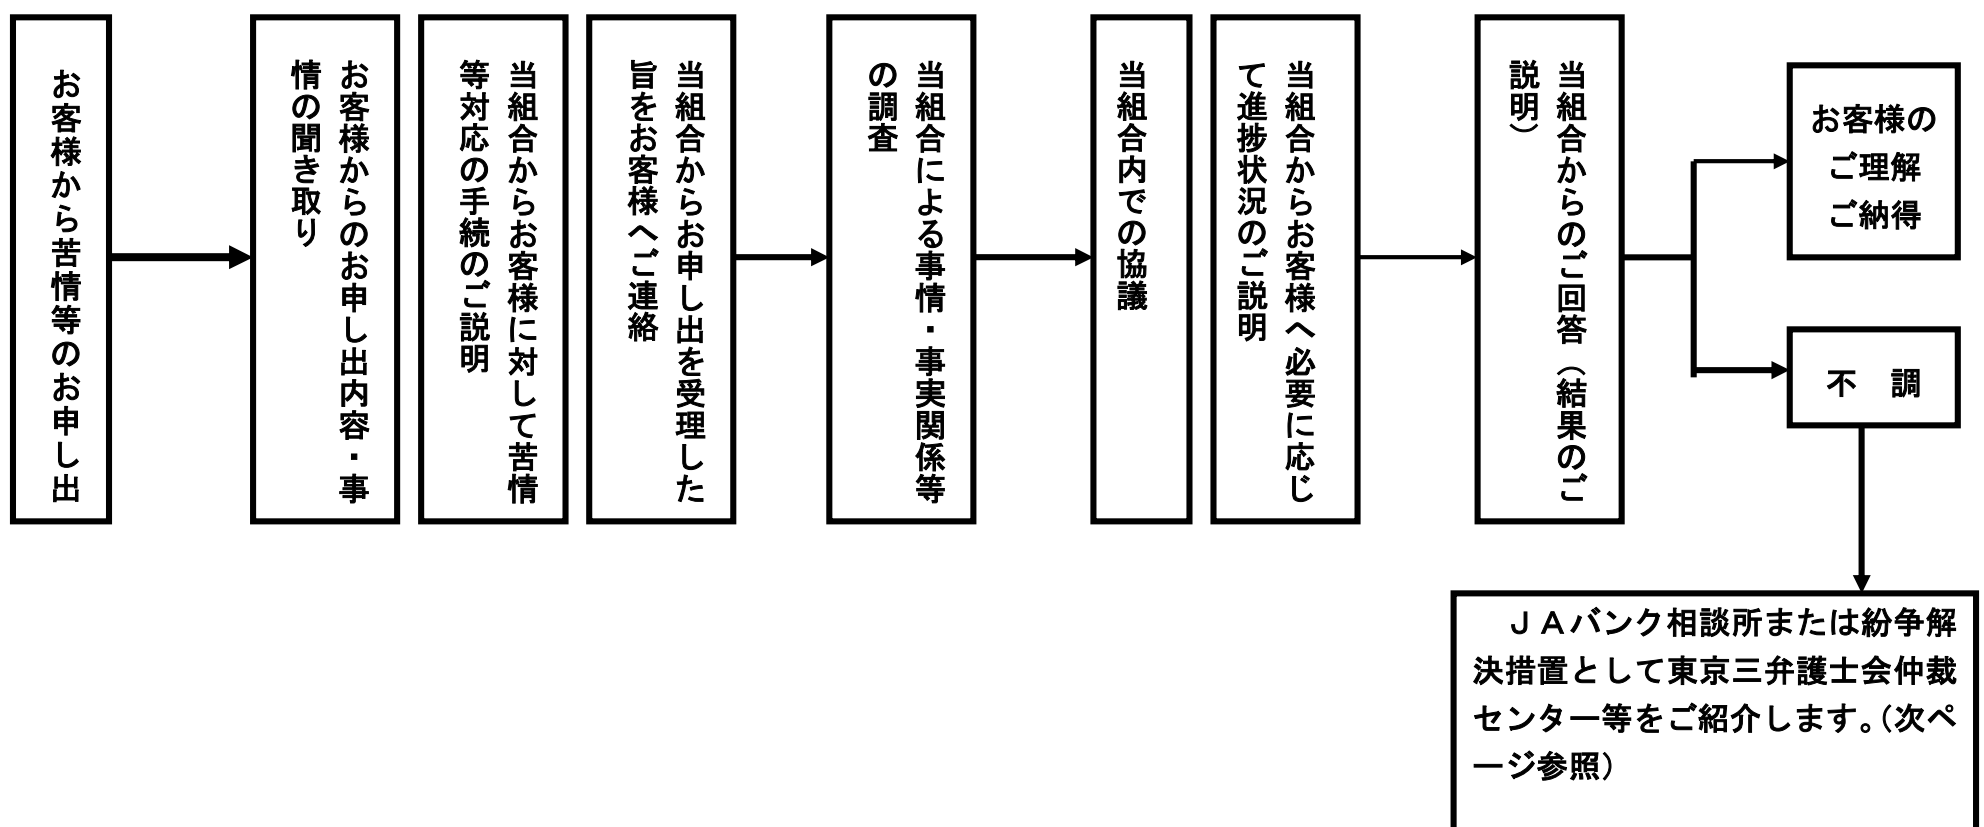 お客様から苦情等のお申し出
お客様からのお申し出内容・事
情の聞き取り
当組合からお客様に対して苦情
等対応の手続のご説明
当組合からお申し出を受理した
旨をお客様へご連絡
当組合による事情・事実関係等
の調査
当組合内での協議
当組合からお客様へ必要に応じ
て進捗状況のご説明
当組合からのご回答（結果のご
説明）
お客様の
ご理解
ご納得
不　調
ＪＡバンク相談所または紛争解
決措置として東京三弁護士会仲裁
センター等をご紹介します。（次ペ
ージ参照）